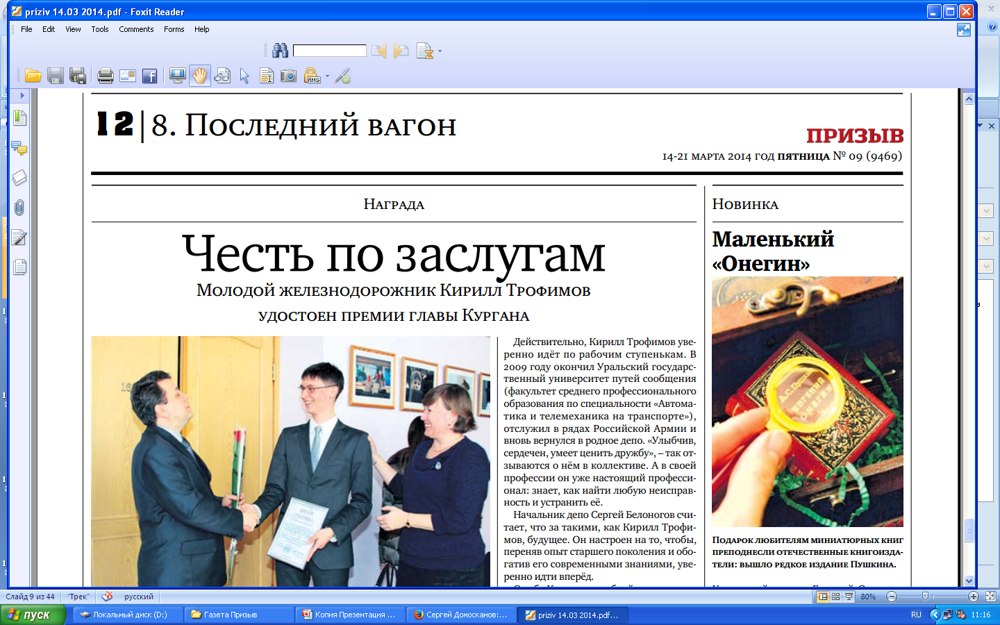 priziv 14.03 2014.pdf - Foxit Reader
File Edit View Tools Comments Forms Help
RMS
12|8. Последний вагон
ПРИЗЫВ
14-21 марта 2014 год пятница № 09 (9469)
Награда
Честь по заслугам
Молодой железнодорожник Кирилл Трофимов
удостоен премии главы Кургана
Действительно, Кирилл Трофимов уве-
ренно идёт по рабочим ступенькам. В
2009 году окончил Уральский государс-
твенный университет путей сообщения
(факультет среднего профессионального
образования по специальности «Автома-
тика и телемеханика на транспорте»),
отслужил в рядах Российской Армии и
вновь вернулся в родное депо. «Улыбчив,
сердечен, умеет ценить дружбу», – так от-
зываются о нём в коллективе. А в своей
профессии он уже настоящий професси-
онал: знает, как найти любую неисправ-
ность и устранить её.
Начальник депо Сергей Белоногов счи-
тает, что за такими, как Кирилл Трофи-
мов, будущее. Он настроен на то, чтобы,
переняв опыт старшего поколения и обо-
гатив его современными знаниями, уве-
ренно идти вперёд.
Новинка
Маленький
«Онегин»
А.С. Пушкин
ЕВГЕНИЙ
ОНЕГИН
Подарок любителям миниатюрных книг
преподнесли отечественные книгоизда-
тели: вышло редкое издание Пушкина.
Слайд 9 из 44 "Трек" русский 80%
пуск Локальный диск (D:) Газета Призыв Копия Презентация ... Сергей Домосканов:... priziv 14.03 2014.pdf... RU 11:16